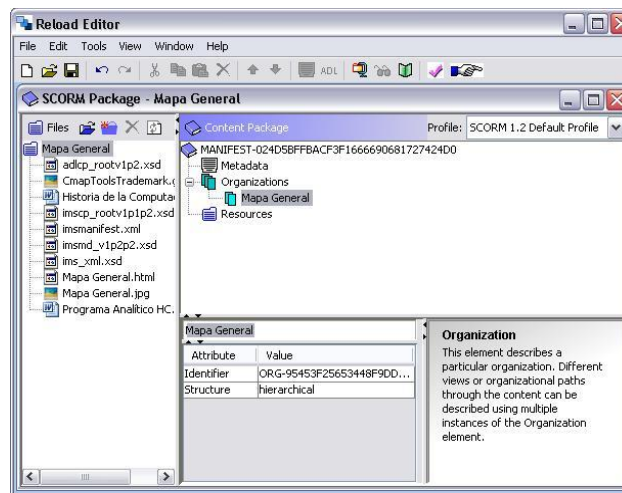 Reload Editor
File Edit Tools View Window Help
ADL
SCORM Package - Mapa General
Files
Content Package
Profile: SCORM 1.2 Default Profile
Mapa General
adlcp_rootv1p2.xsd
CmapToolsTrademark.g
Historia de la Computa
imscp_rootv1p1p2.xsd
imsmanifest.xml
imsmd_v1p2p2.xsd
ims_xml.xsd
Mapa General.html
Mapa General.jpg
Programa Analítico HC.
MANIFEST-024D5BFFBACF3F1666690681727424D0
Metadata
Organizations
Mapa General
Resources
Mapa General
Attribute Value
Identifier ORG-95453F25653448F9DD...
Structure hierarchical
Organization
This element describes a
particular organization. Different
views or organizational paths
through the content can be
described using multiple
instances of the Organization
element.